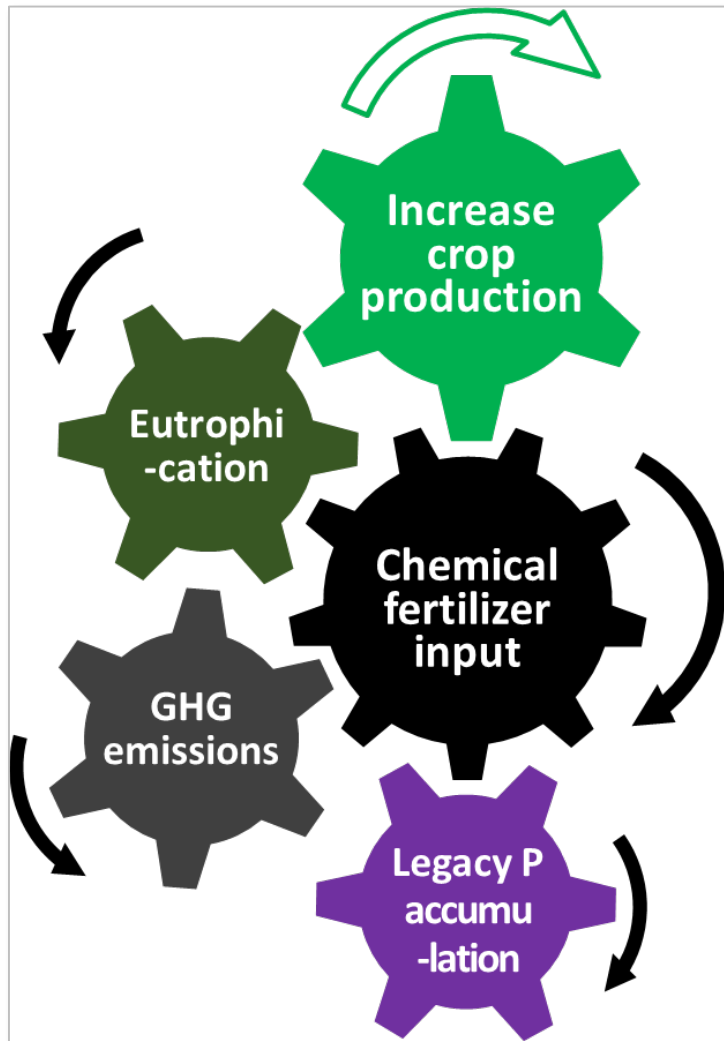 Increase
crop
production
Eutrophi
-cation
Chemical
fertilizer
input
GHG
emissions
Legacy P
accumu
-lation